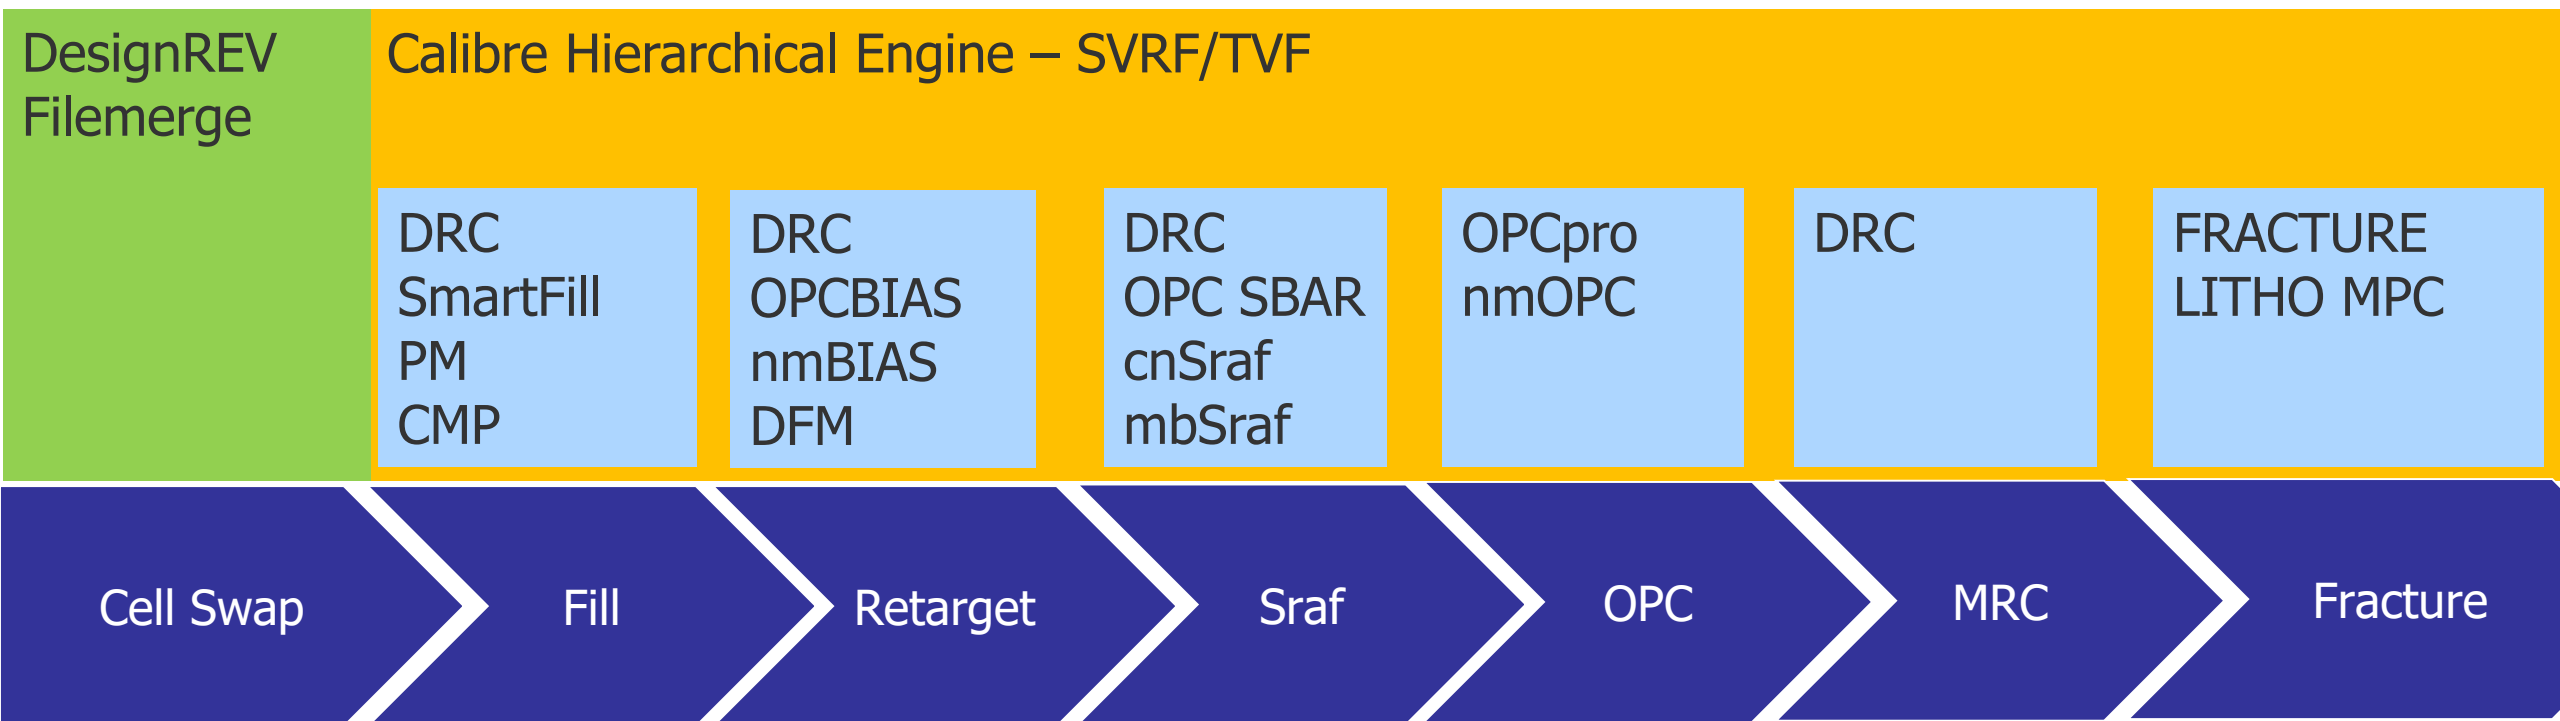 DesignREV
Filemerge
Calibre Hierarchical Engine – SVRF/TVF
DRC
SmartFill
PM
CMP
DRC
OPCBIAS
nmBIAS
DFM
DRC
OPC SBAR
cnSraf
mbSraf
OPCpro
nmOPC
DRC
FRACTURE
LITHO MPC
Cell Swap
Fill
Retarget
Sraf
OPC
MRC
Fracture